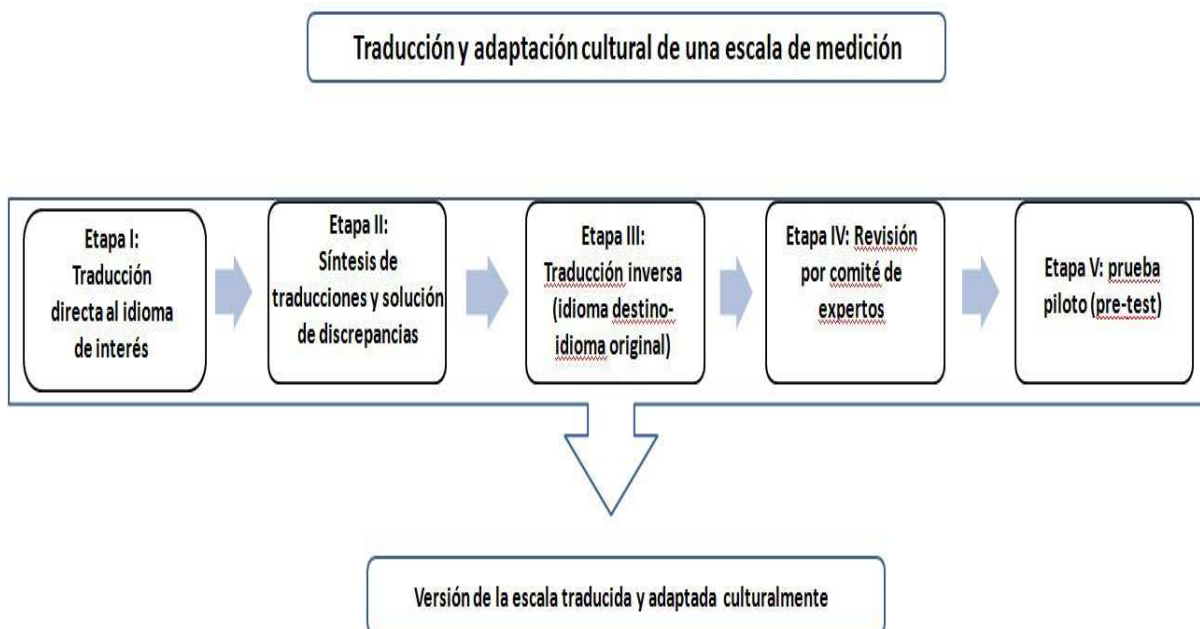 Traducción y adaptación cultural de una escala de medición
Etapa I:
Traducción
directa al idioma
de interés
Etapa II:
Síntesis de
traducciones y solución
de discrepancias
Etapa III:
Traducción inversa
(idioma destino-
idioma original)
Etapa IV: Revisión
por comité de
expertos
Etapa V: prueba
piloto (pre-test)
Versión de la escala traducida y adaptada culturalmente